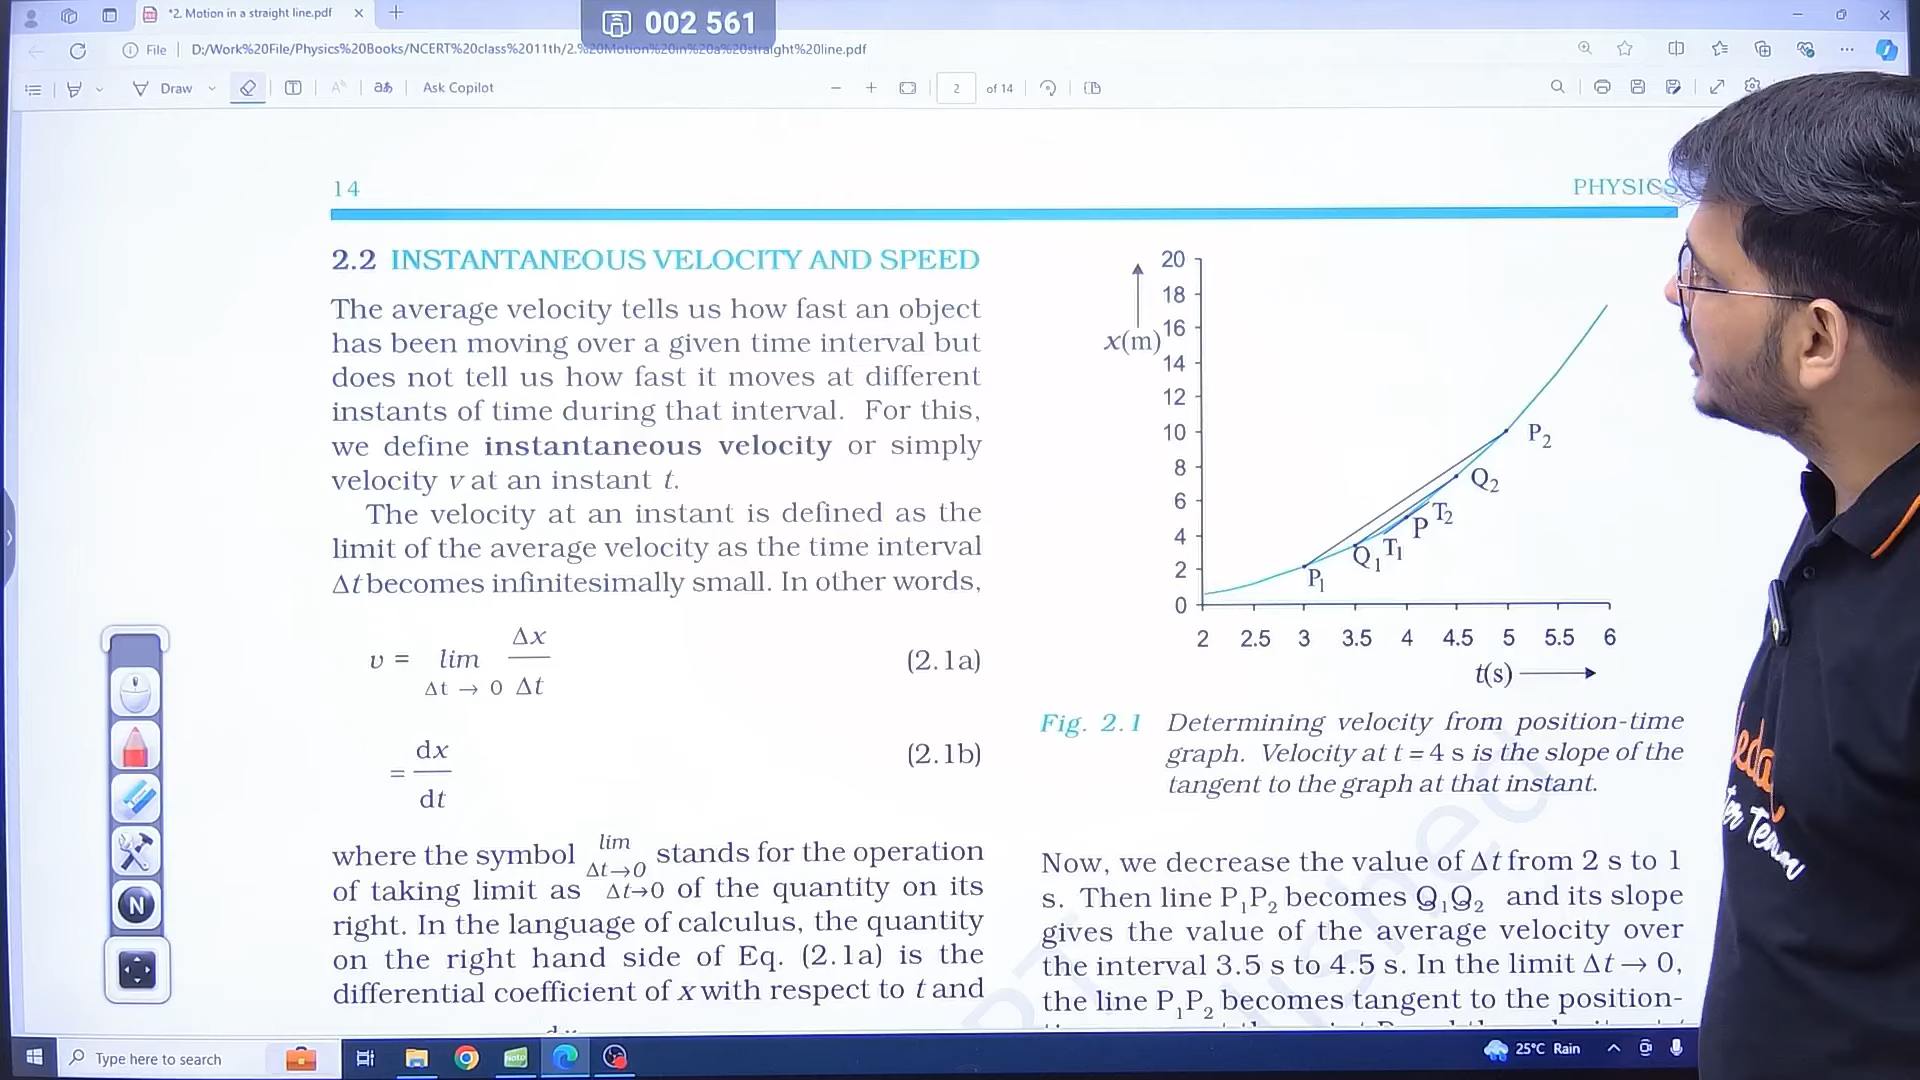 *2. Motion in a straight line.pdf
002 561
File
D:/Work%20File/Physics%20Books/NCERT%20class%2011th/2.%20Motion%20in%20a%20straight%20line.pdf
Draw
Ask Copilot
2 of 14
14
PHYSICS
2.2 INSTANTANEOUS VELOCITY AND SPEED
The average velocity tells us how fast an object
has been moving over a given time interval but
does not tell us how fast it moves at different
instants of time during that interval. For this,
we define instantaneous velocity or simply
velocity v at an instant t.
The velocity at an instant is defined as the
limit of the average velocity as the time interval
Δt becomes infinitesimally small. In other words,
υ = lim Δt → 0 Δx/Δt (2.1a)
= dx/dt (2.1b)
where the symbol lim Δt→0 stands for the operation
of taking limit as Δt→0 of the quantity on its
right. In the language of calculus, the quantity
on the right hand side of Eq. (2.1a) is the
differential coefficient of x with respect to t and
20
18
16
x(m)
14
12
10
8
6
4
2
0
P₂
Q₂
T₂
P
T₁
Q₁
P₁
2 2.5 3 3.5 4 4.5 5 5.5 6
t(s)
Fig. 2.1 Determining velocity from position-time
graph. Velocity at t = 4 s is the slope of the
tangent to the graph at that instant.
Now, we decrease the value of Δt from 2 s to 1
s. Then line P₁P₂ becomes Q₁Q₂ and its slope
gives the value of the average velocity over
the interval 3.5 s to 4.5 s. In the limit Δt → 0,
the line P₁P₂ becomes tangent to the position-
N
Type here to search
Note
25°C Rain